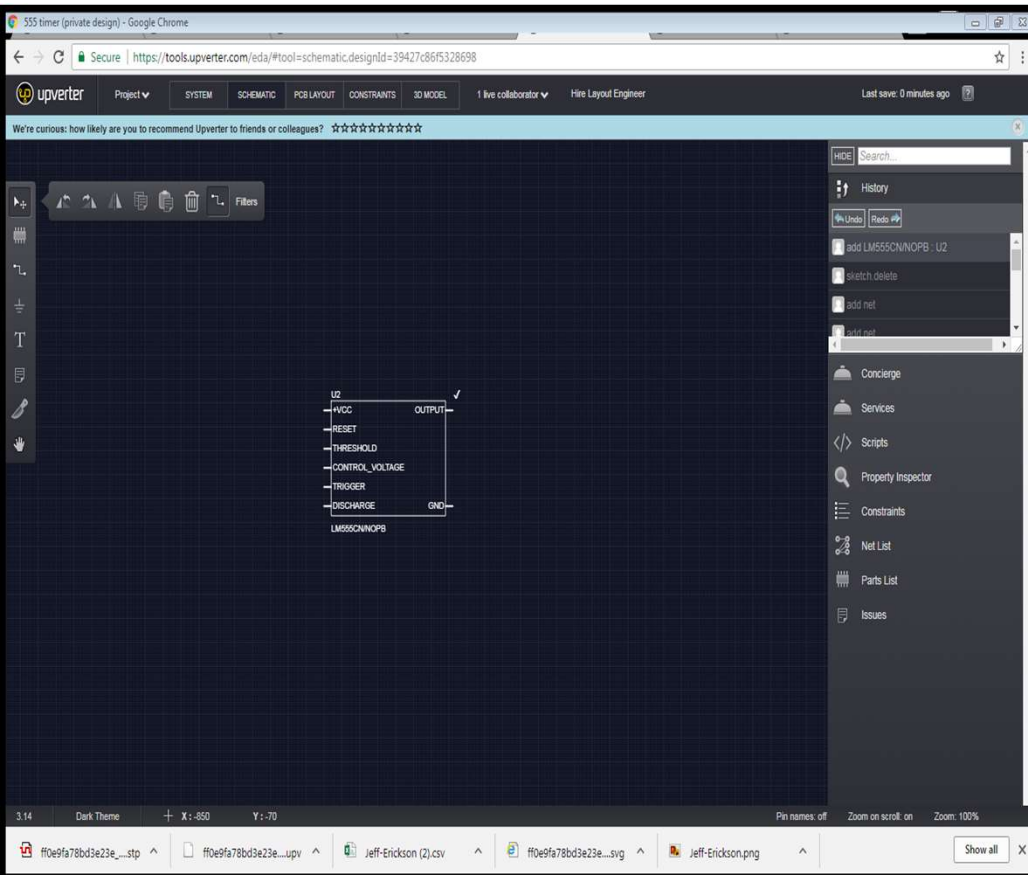 555 timer (private design) - Google Chrome
Secure | https://tools.upverter.com/eda/#tool=schematic,designId=39427c86f5328698
upverter Project SYSTEM SCHEMATIC PCB LAYOUT CONSTRAINTS 3D MODEL 1 live collaborator Hire Layout Engineer Last save: 0 minutes ago ?
We're curious: how likely are you to recommend Upverter to friends or colleagues?
HIDE Search...
History
Filters
Undo Redo
add LM555CN/NOPB : U2
sketch.delete
add net
add net
T
Concierge
Services
Scripts
Property Inspector
Constraints
Net List
Parts List
Issues
U2
+VCC OUTPUT
RESET
THRESHOLD
CONTROL_VOLTAGE
TRIGGER
DISCHARGE GND
LM555CN/NOPB
3.14 Dark Theme X : -850 Y : -70 Pin names: off Zoom on scroll: on Zoom: 100%
ff0e9fa78bd3e23e_....stp ff0e9fa78bd3e23e....upv Jeff-Erickson (2).csv ff0e9fa78bd3e23e....svg Jeff-Erickson.png Show all